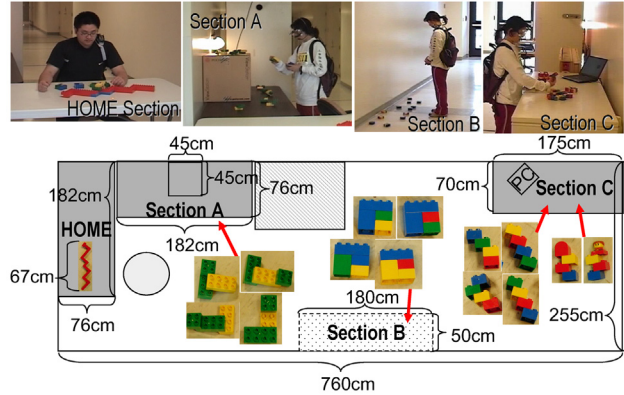 Section A
HOME Section
Section B
Section C
45cm
175cm
45cm
76cm
70cm
PC
Section C
182cm
Section A
HOME
182cm
67cm
180cm
76cm
Section B
50cm
255cm
760cm